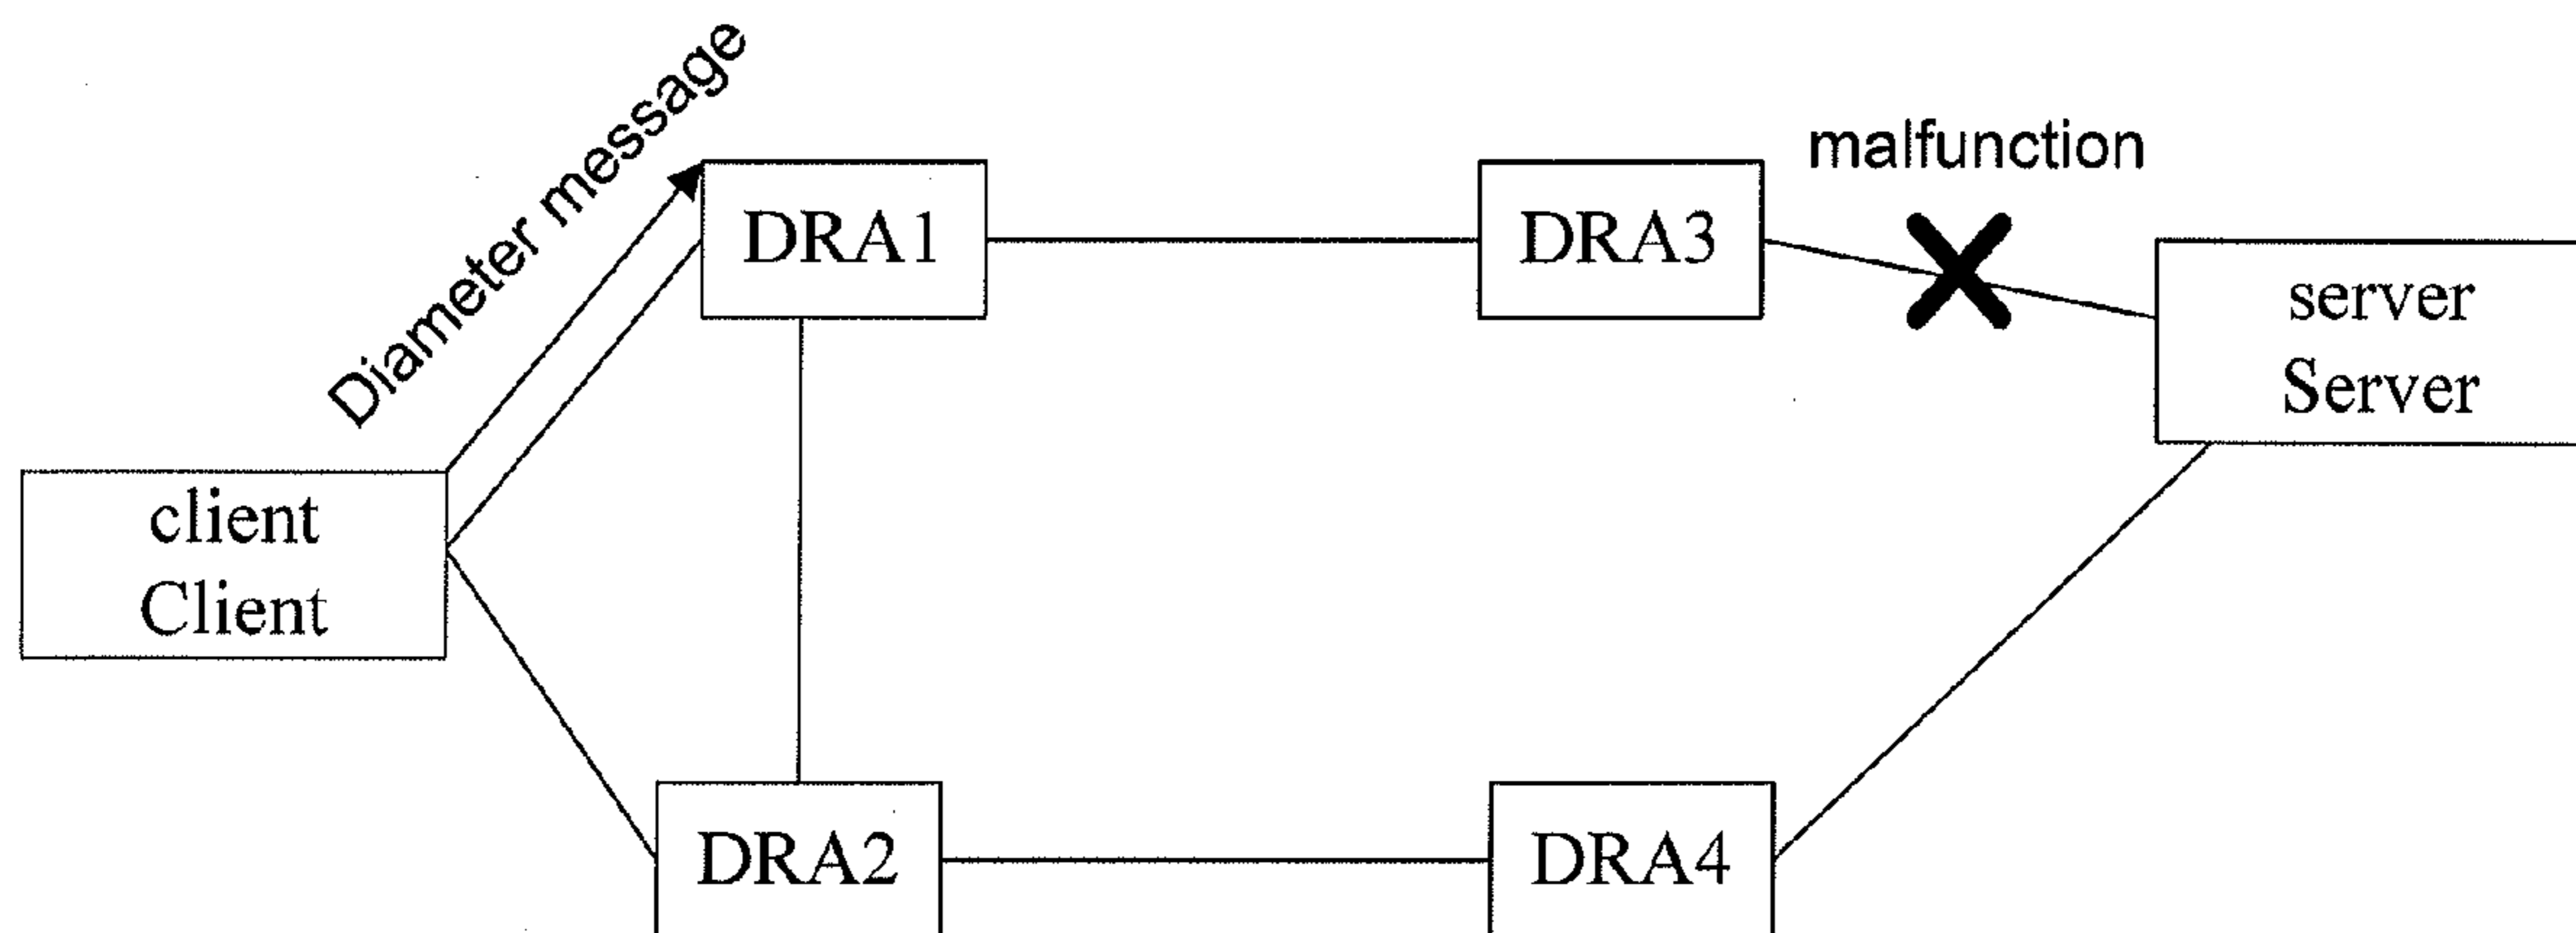 Diameter message
malfunction
DRA1
DRA3
server
Server
client
Client
DRA2
DRA4